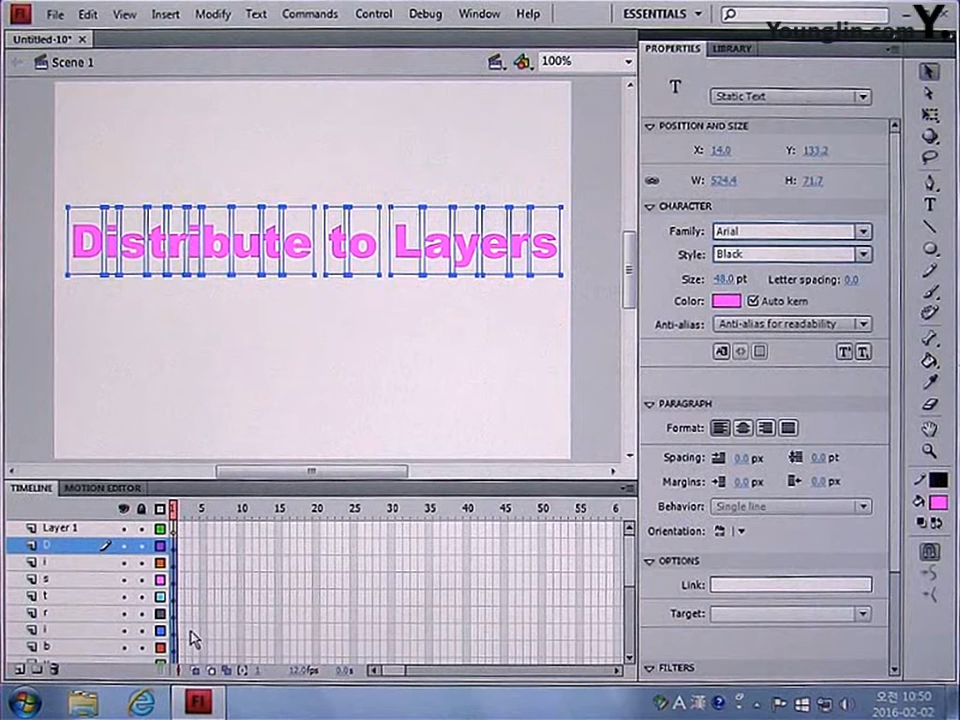 Fl File Edit View Insert Modify Text Commands Control Debug Window Help ESSENTIALS
Younglin.com Y.
Untitled-10*
PROPERTIES LIBRARY
Scene 1 100%
T Static Text
POSITION AND SIZE
X: 14.0 Y: 133.2
W: 524.4 H: 71.7
CHARACTER
Family: Arial
Style: Black
Size: 48.0 pt Letter spacing: 0.0
Color: Auto kern
Anti-alias: Anti-alias for readability
Distribute to Layers
PARAGRAPH
Format:
Spacing: 0.0 px 0.0 pt
Margins: 0.0 px 0.0 px
Behavior: Single line
Orientation:
OPTIONS
Link:
Target:
FILTERS
TIMELINE MOTION EDITOR
1 5 10 15 20 25 30 35 40 45 50 55 6
Layer 1
D
i
s
t
r
i
b
1 12.0fps 0.0s
Fl
A 漢
오전 10:50
2016-02-02